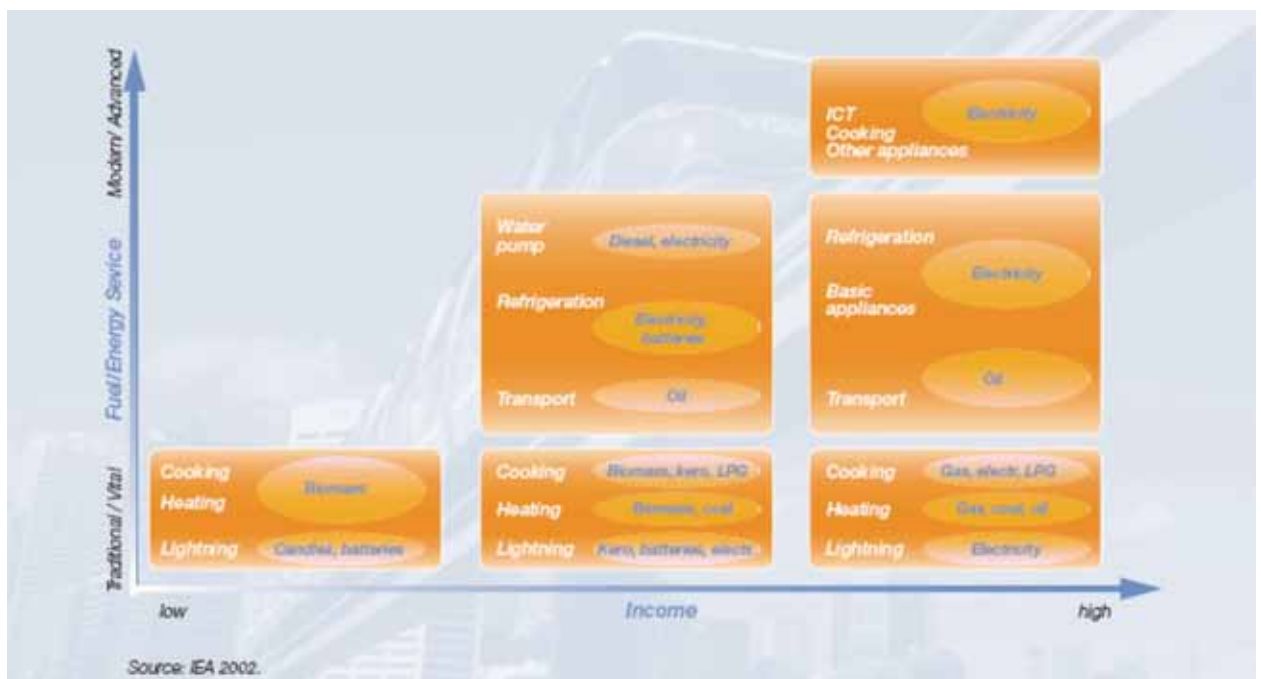 Modern/ Advanced
Fuel/Energy Sevice
Traditional / Vital
ICT
Cooking
Other appliances
Electricity
Water
pump
Diesel, electricity
Refrigeration
Electricity,
batteries
Transport
Oil
Refrigeration
Electricity
Basic
appliances
Transport
Oil
Cooking
Heating
Biomass
Lightning
Candles, batteries
Cooking
Biomass, kero, LPG
Heating
Biomass, coal
Lightning
Kero, batteries, electr.
Cooking
Gas, electr, LPG
Heating
Gas, coal, oil
Lightning
Electricity
low
Income
high
Source: IEA 2002.